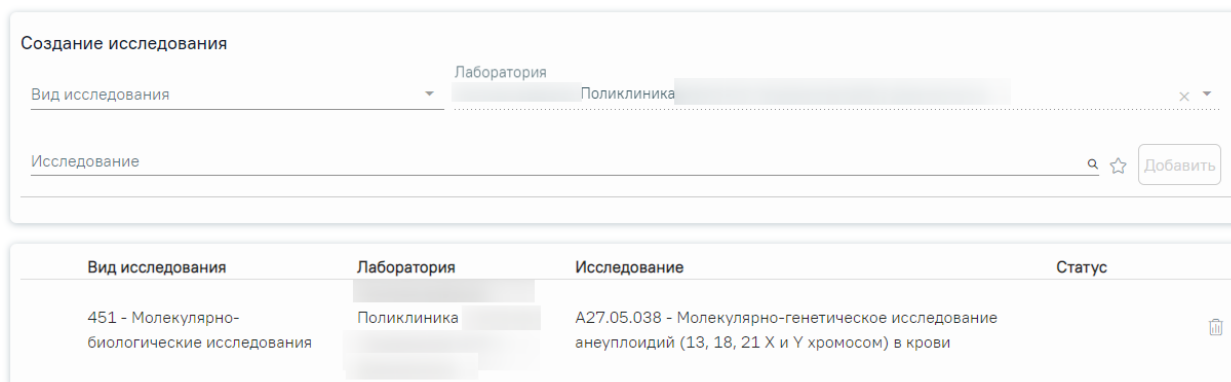 Создание исследования
Лаборатория
Вид исследования
Поликлиника
Исследование
Добавить
Вид исследования Лаборатория Исследование Статус
451 - Молекулярно- Поликлиника A27.05.038 - Молекулярно-генетическое исследование
биологические исследования анеуплоидий (13, 18, 21 X и Y хромосом) в крови